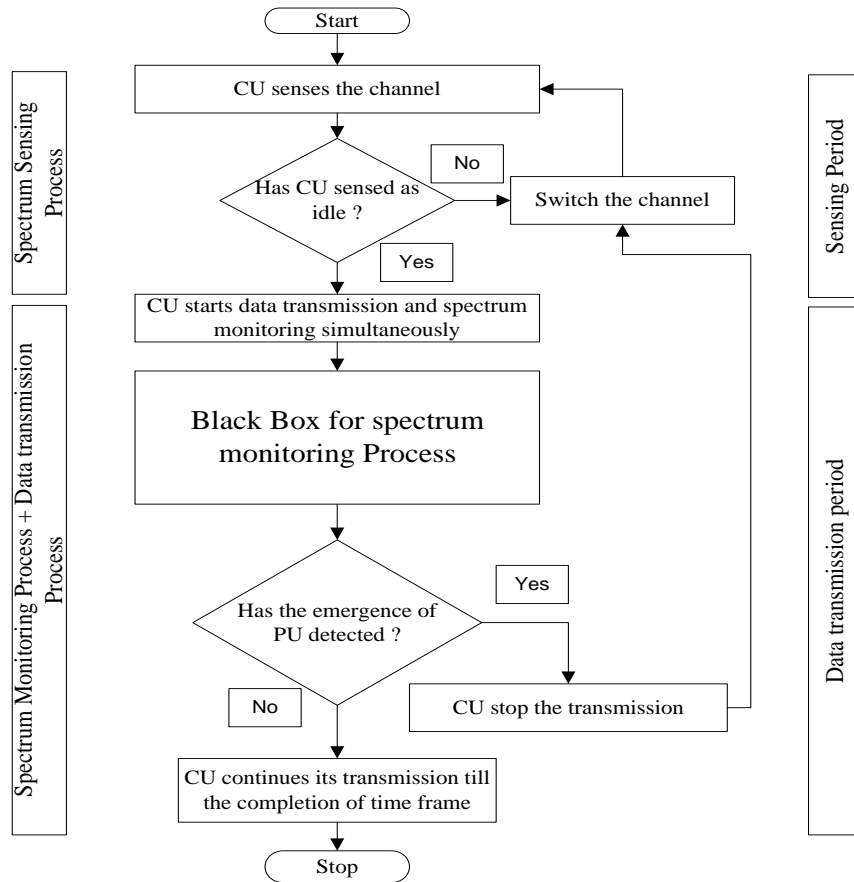 Start
CU senses the channel
No
Has CU sensed as
idle ?
Switch the channel
Yes
CU starts data transmission and spectrum
monitoring simultaneously
Black Box for spectrum
monitoring Process
Yes
Has the emergence of
PU detected ?
No
CU stop the transmission
CU continues its transmission till
the completion of time frame
Stop
Spectrum Sensing
Process
Spectrum Monitoring Process + Data transmission
Process
Sensing Period
Data transmission period